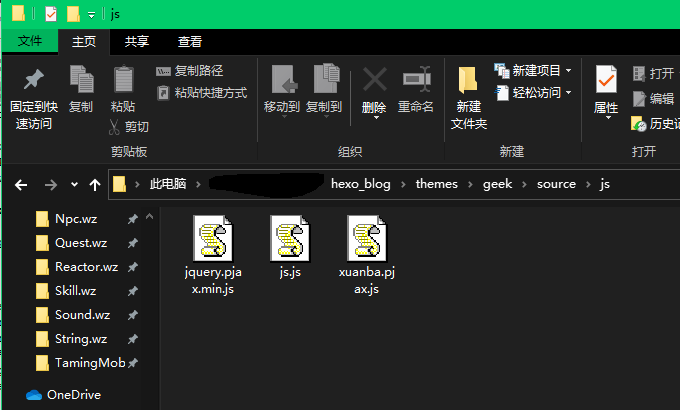 js
文件 主页 共享 查看
固定到快速访问
复制
粘贴
复制路径
粘贴快捷方式
剪切
移动到
复制到
删除
重命名
新建文件夹
新建项目
轻松访问
属性
打开
编辑
历史记
剪贴板 组织 新建 打开
此电脑 hexo_blog themes geek source js
Npc.wz
Quest.wz
Reactor.wz
Skill.wz
Sound.wz
String.wz
TamingMob
OneDrive
jquery.pja
x.min.js
js.js
xuanba.pj
ax.js